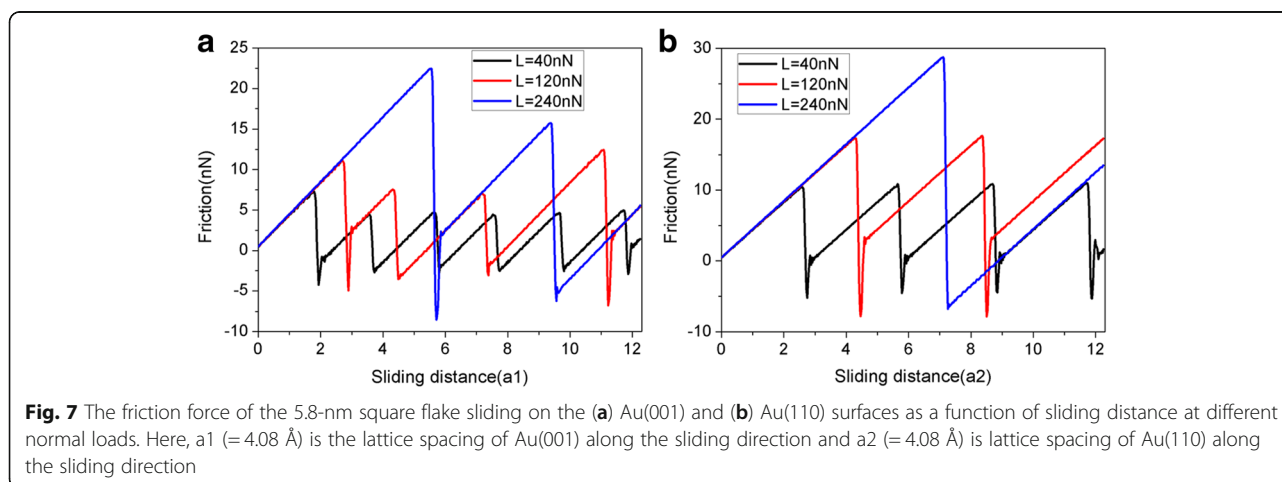 a
b
25
20
15
10
5
0
-5
-10
Friction(nN)
L=40nN
L=120nN
L=240nN
0 2 4 6 8 10 12
Sliding distance(a1)
30
20
10
0
-10
Friction(nN)
L=40nN
L=120nN
L=240nN
0 2 4 6 8 10 12
Sliding distance(a2)
Fig. 7 The friction force of the 5.8-nm square flake sliding on the (a) Au(001) and (b) Au(110) surfaces as a function of sliding distance at different
normal loads. Here, a1 (= 4.08 Å) is the lattice spacing of Au(001) along the sliding direction and a2 (= 4.08 Å) is lattice spacing of Au(110) along
the sliding direction